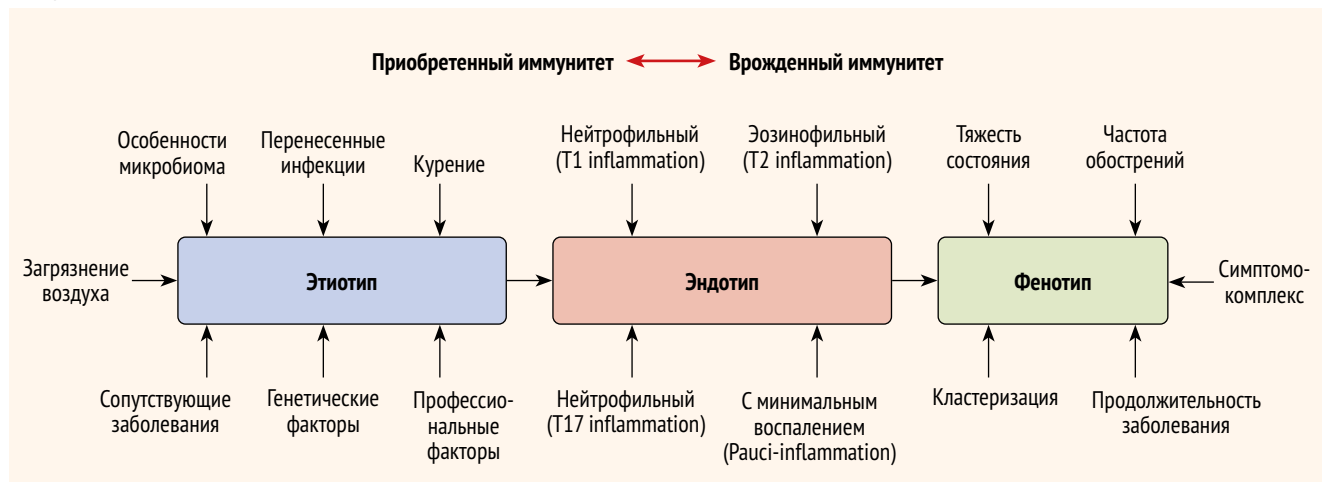 Приобретенный иммунитет Врожденный иммунитет
Особенности
микробиома
Перенесенные
инфекции
Курение
Нейтрофильный
(T1 inflammation)
Эозинофильный
(T2 inflammation)
Тяжесть
состояния
Частота
обострений
Загрязнение
воздуха
Этиотип
Эндотип
Фенотип
Симптомо-
комплекс
Сопутствующие
заболевания
Генетические
факторы
Профессио-
нальные
факторы
Нейтрофильный
(T17 inflammation)
С минимальным
воспалением
(Pauci-inflammation)
Кластеризация
Продолжительность
заболевания